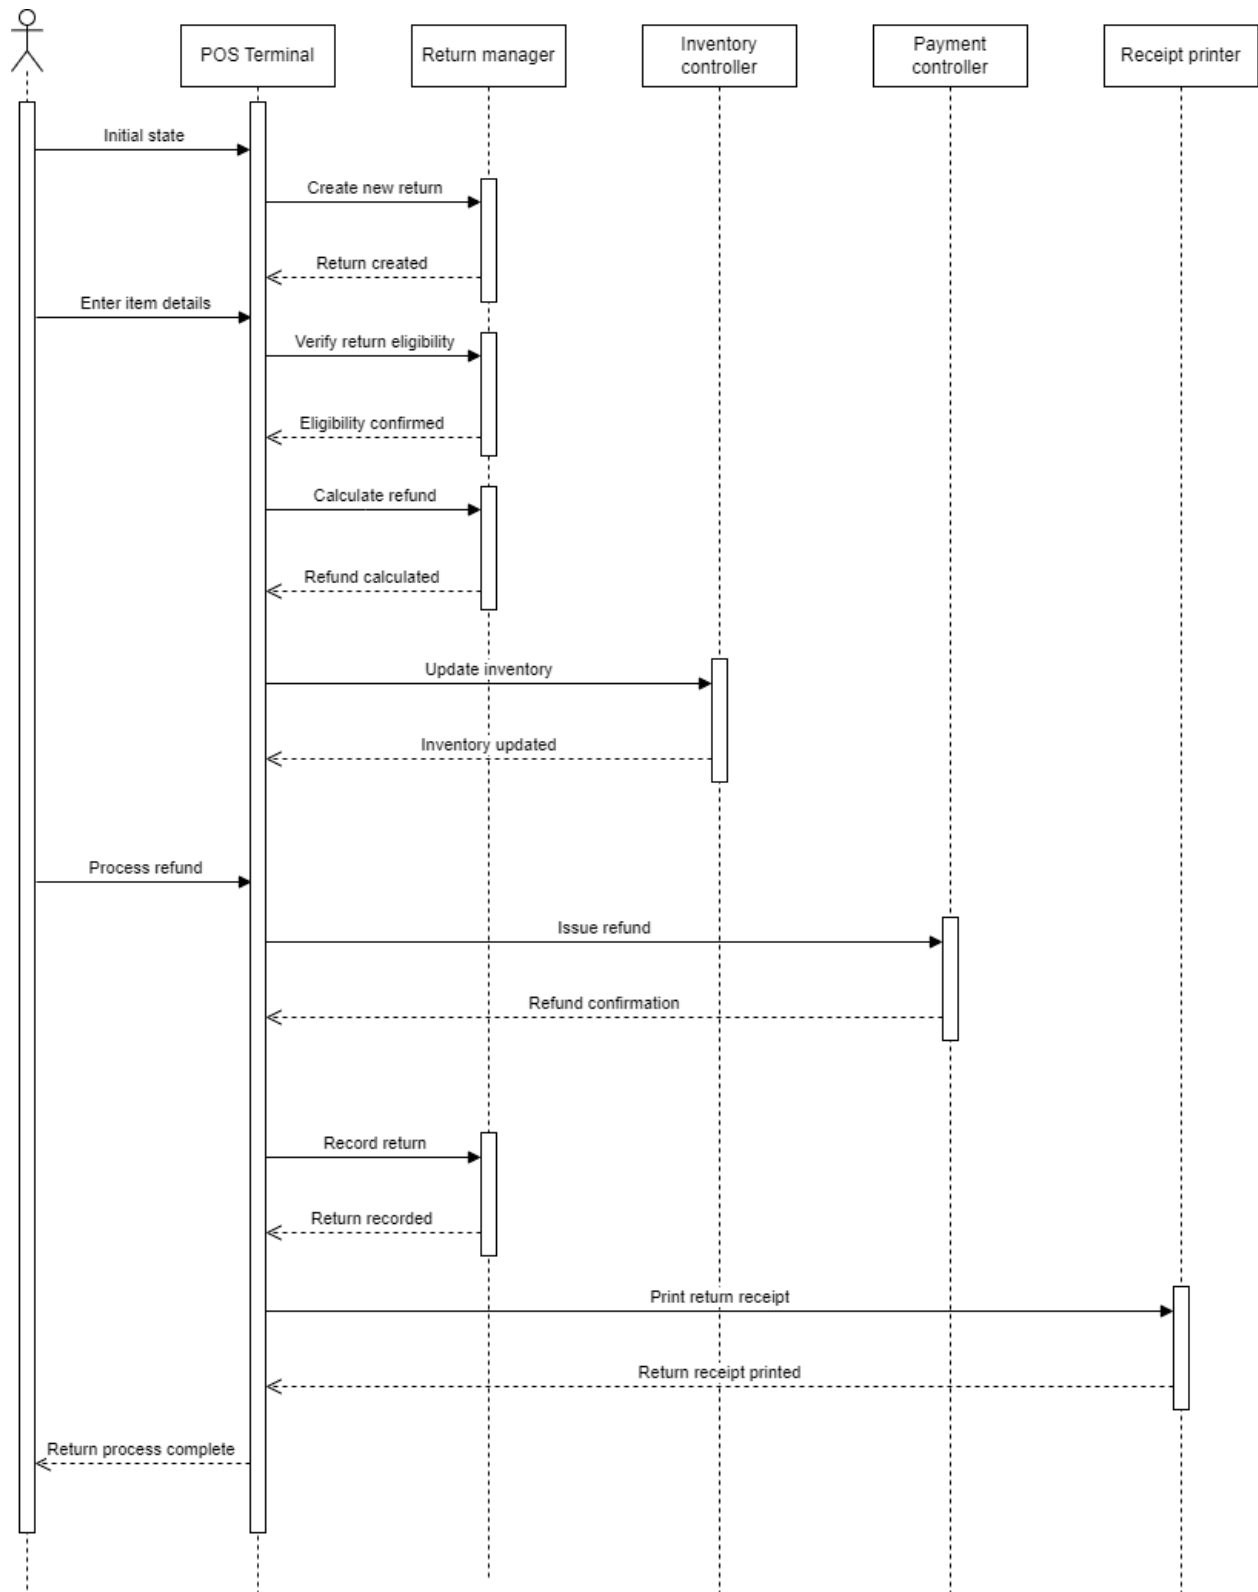 POS Terminal
Return manager
Inventory
controller
Payment
controller
Receipt printer
Initial state
Create new return
Return created
Enter item details
Verify return eligibility
Eligibility confirmed
Calculate refund
Refund calculated
Update inventory
Inventory updated
Process refund
Issue refund
Refund confirmation
Record return
Return recorded
Print return receipt
Return receipt printed
Return process complete